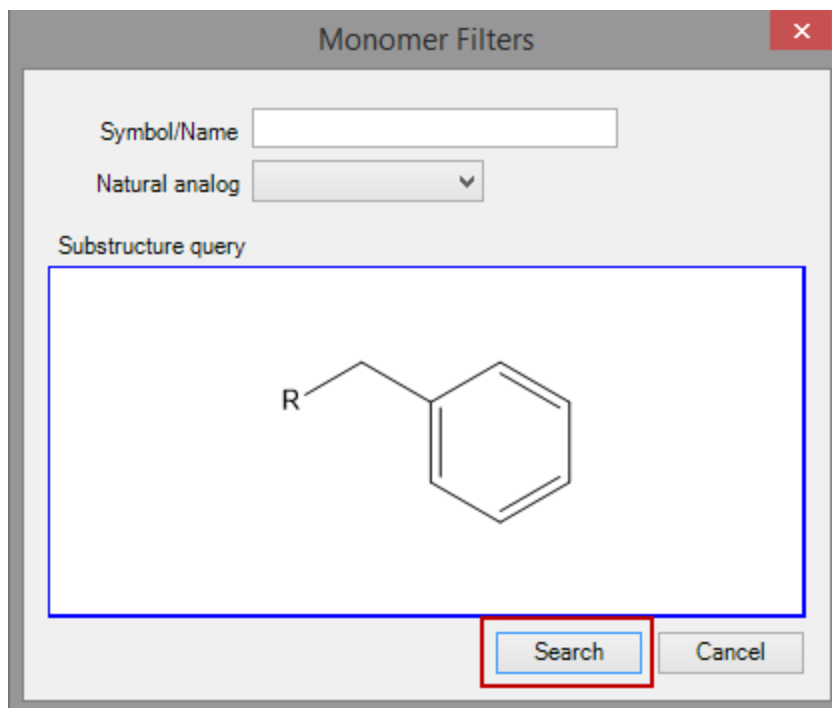 Monomer Filters
Symbol/Name
Natural analog
Substructure query
R
Search Cancel